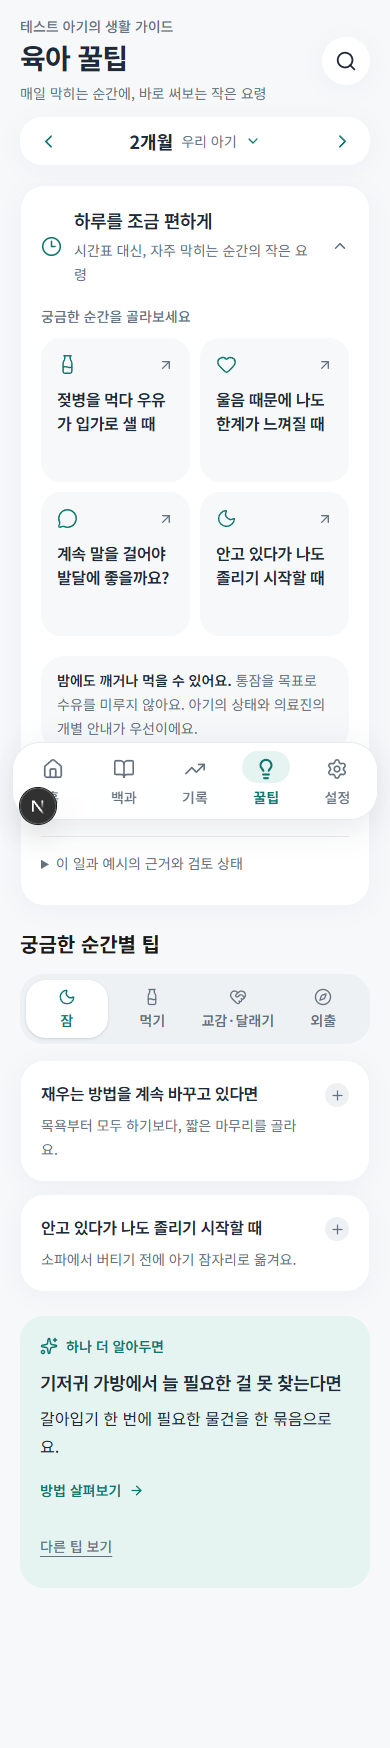 테스트 아기의 생활 가이드
육아 꿀팁
매일 막히는 순간에, 바로 써보는 작은 요령
2개월 우리 아기
하루를 조금 편하게
시간표 대신, 자주 막히는 순간의 작은 요
령
궁금한 순간을 골라보세요
젖병을 먹다 우유
가 입가로 샐 때
울음 때문에 나도
한계가 느껴질 때
계속 말을 걸어야
발달에 좋을까요?
안고 있다가 나도
졸리기 시작할 때
밤에도 깨거나 먹을 수 있어요. 통잠을 목표로
수유를 미루지 않아요. 아기의 상태와 의료진의
개별 안내가 우선이에요.
백과
기록
꿀팁
설정
N
이 일과 예시의 근거와 검토 상태
궁금한 순간별 팁
잠
먹기
교감·달래기
외출
재우는 방법을 계속 바꾸고 있다면
목욕부터 모두 하기보다, 짧은 마무리를 골라
요.
안고 있다가 나도 졸리기 시작할 때
소파에서 버티기 전에 아기 잠자리로 옮겨요.
하나 더 알아두면
기저귀 가방에서 늘 필요한 걸 못 찾는다면
갈아입기 한 번에 필요한 물건을 한 묶음으로
요.
방법 살펴보기
다른 팁 보기